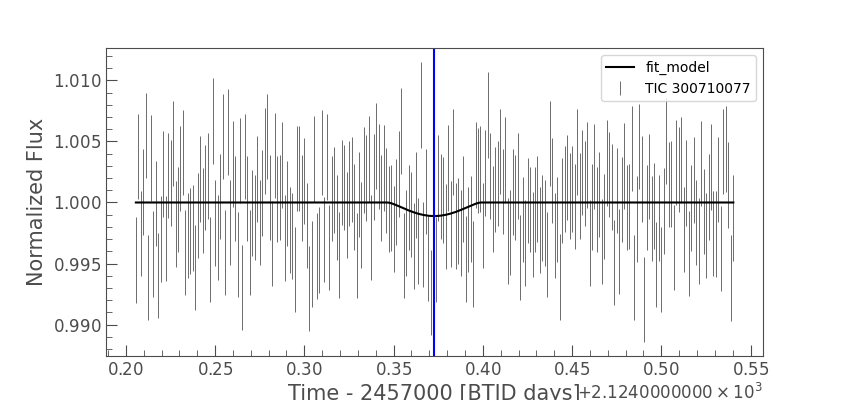 fit_model
TIC 300710077
1.010
1.005
1.000
0.995
0.990
Normalized Flux
0.20 0.25 0.30 0.35 0.40 0.45 0.50 0.55
Time - 2457000 [BTJD days]
+2.1240000000 × 10³